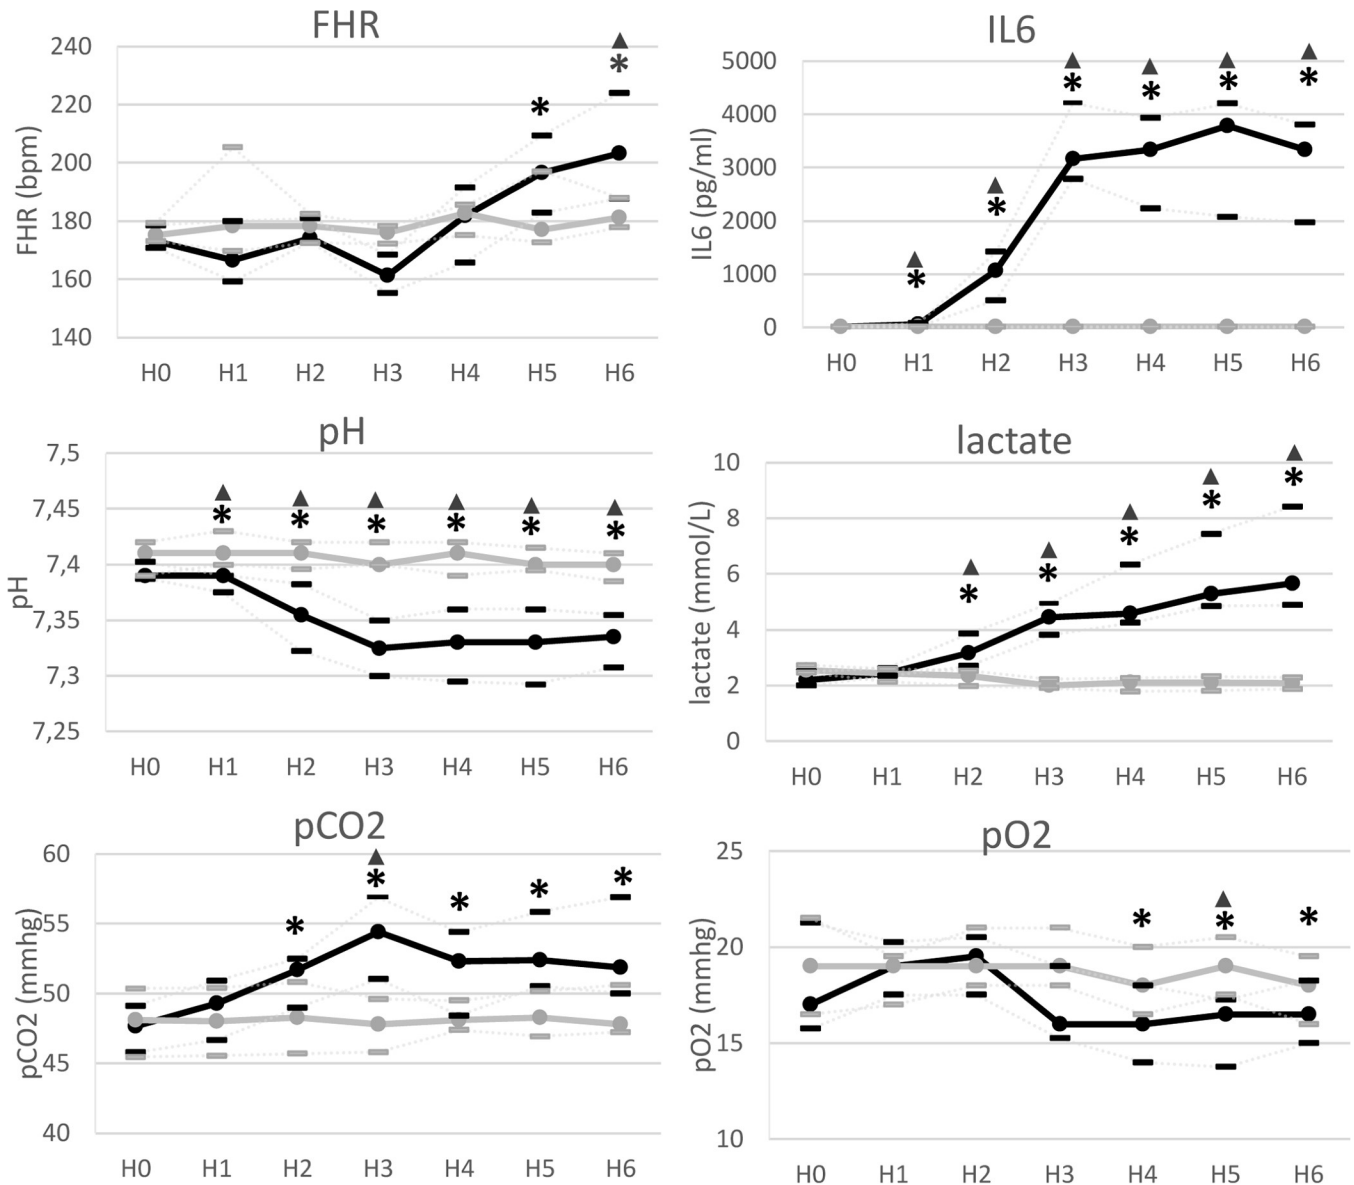 FHR
FHR (bpm)
240
220
200
180
160
140
* ▲ *
H0 H1 H2 H3 H4 H5 H6
IL6
IL6 (pg/ml)
5000
4000
3000
2000
1000
0
▲ ▲ ▲ ▲ ▲ ▲
* * * * * *
H0 H1 H2 H3 H4 H5 H6
pH
pH
7,5
7,45
7,4
7,35
7,3
7,25
▲ ▲ ▲ ▲ ▲ ▲
* * * * * *
H0 H1 H2 H3 H4 H5 H6
lactate
lactate (mmol/L)
10
8
6
4
2
0
▲ ▲ ▲ ▲ ▲
* * * * *
H0 H1 H2 H3 H4 H5 H6
pCO2
pCO2 (mmhg)
60
55
50
45
40
▲
* * * * *
H0 H1 H2 H3 H4 H5 H6
pO2
pO2 (mmhg)
25
20
15
10
▲
* * *
H0 H1 H2 H3 H4 H5 H6